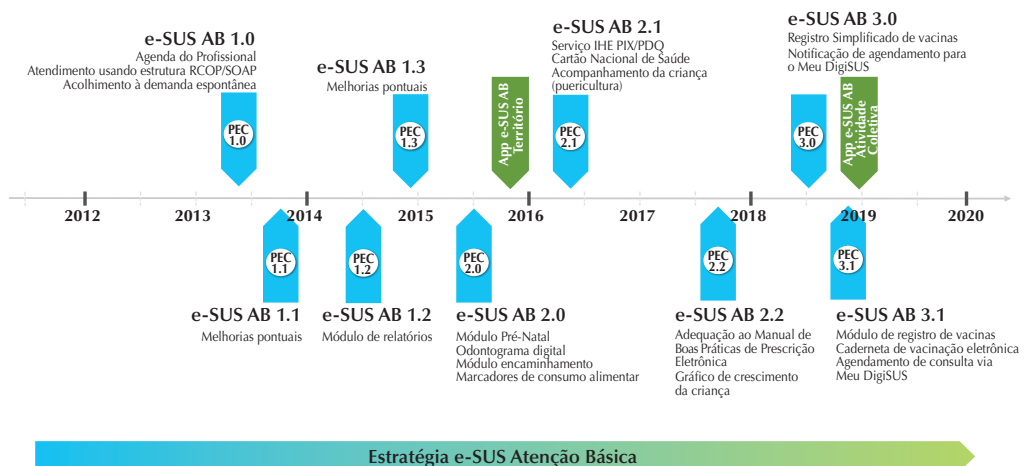 e-SUS AB 1.0
Agenda do Profissional
Atendimento usando estrutura RCOP/SOAP
Acolhimento à demanda espontânea
PEC
1.0
e-SUS AB 1.3
Melhorias pontuais
PEC
1.3
App e-SUS AB
Território
e-SUS AB 2.1
Serviço IHE PIX/PDQ
Cartão Nacional de Saúde
Acompanhamento da criança
(puericultura)
PEC
2.1
e-SUS AB 3.0
Registro Simplificado de vacinas
Notificação de agendamento para
o Meu DigiSUS
PEC
3.0
App e-SUS AB
Atividade
Coletiva
2012
2013
2014
2015
2016
2017
2018
2019
2020
PEC
1.1
e-SUS AB 1.1
Melhorias pontuais
PEC
1.2
e-SUS AB 1.2
Módulo de relatórios
PEC
2.0
e-SUS AB 2.0
Módulo Pré-Natal
Odontograma digital
Módulo encaminhamento
Marcadores de consumo alimentar
PEC
2.2
e-SUS AB 2.2
Adequação ao Manual de
Boas Práticas de Prescrição
Eletrônica
Gráfico de crescimento
da criança
PEC
3.1
e-SUS AB 3.1
Módulo de registro de vacinas
Caderneta de vacinação eletrônica
Agendamento de consulta via
Meu DigiSUS
Estratégia e-SUS Atenção Básica